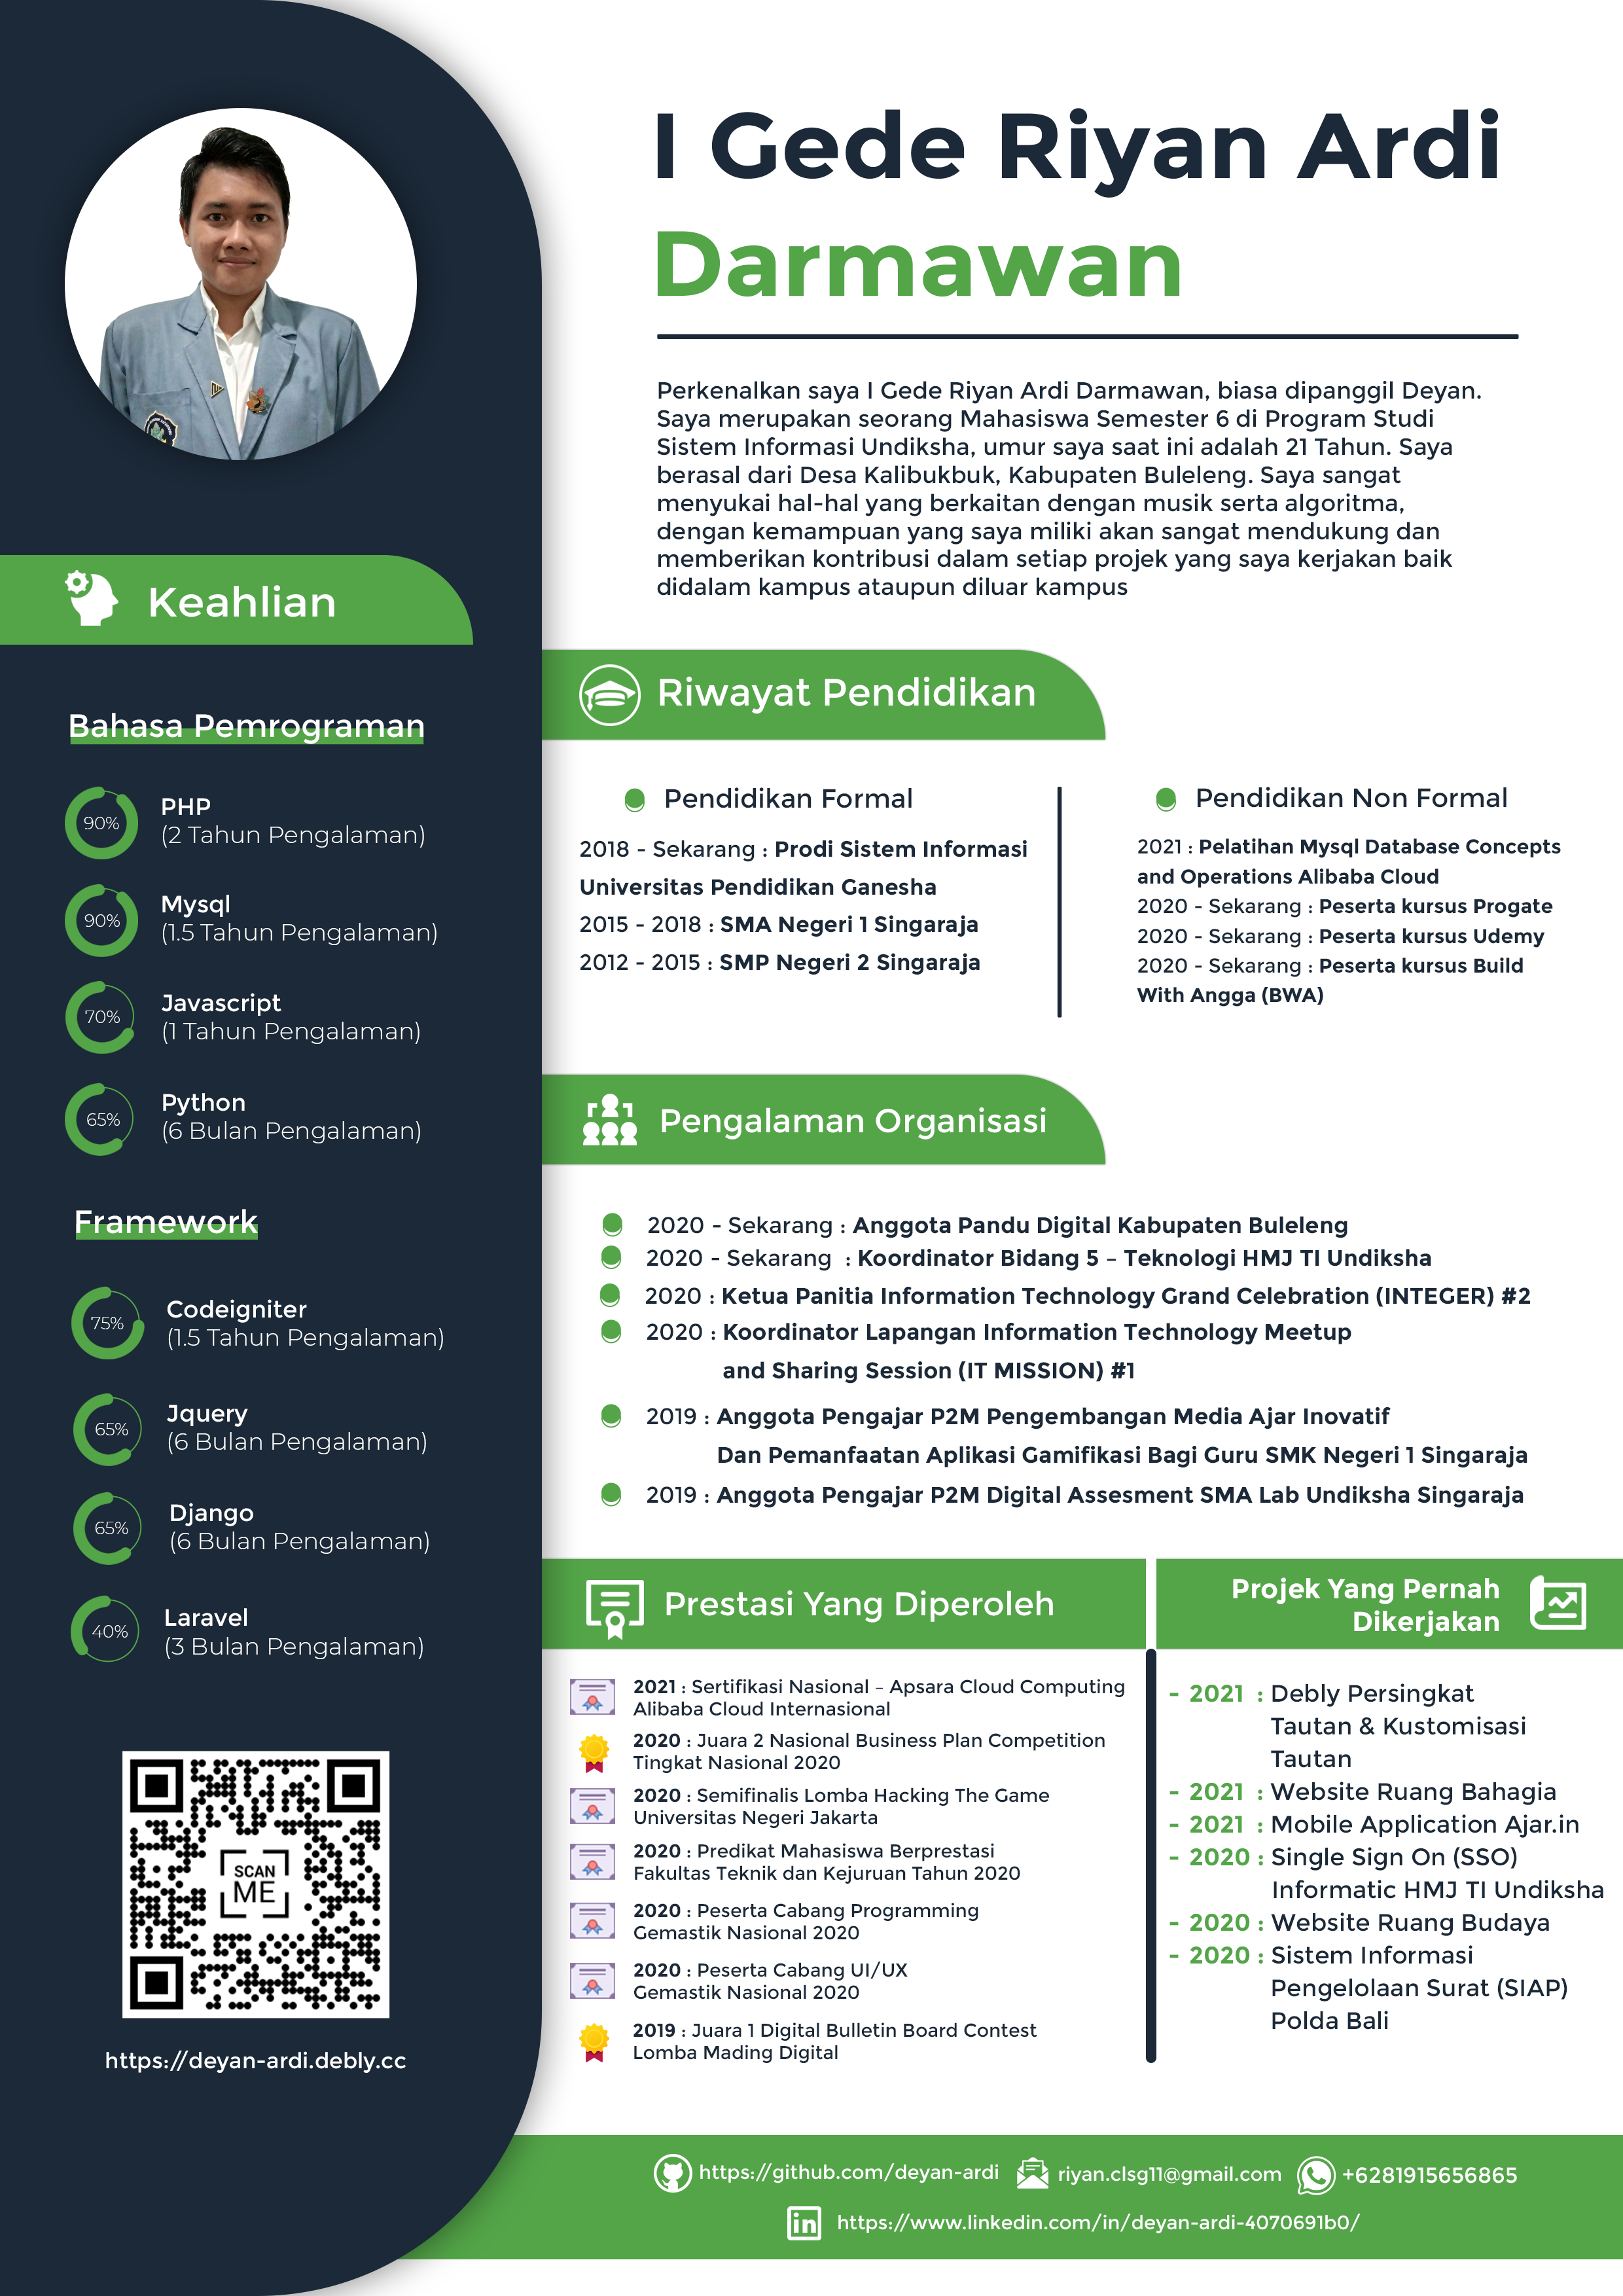 I Gede Riyan Ardi
Darmawan
Perkenalkan saya I Gede Riyan Ardi Darmawan, biasa dipanggil Deyan.
Saya merupakan seorang Mahasiswa Semester 6 di Program Studi
Sistem Informasi Undiksha, umur saya saat ini adalah 21 Tahun. Saya
berasal dari Desa Kalibukbuk, Kabupaten Buleleng. Saya sangat
menyukai hal-hal yang berkaitan dengan musik serta algoritma,
dengan kemampuan yang saya miliki akan sangat mendukung dan
memberikan kontribusi dalam setiap projek yang saya kerjakan baik
didalam kampus ataupun diluar kampus
Keahlian
Bahasa Pemrograman
90%
PHP
(2 Tahun Pengalaman)
90%
Mysql
(1.5 Tahun Pengalaman)
70%
Javascript
(1 Tahun Pengalaman)
65%
Python
(6 Bulan Pengalaman)
Framework
75%
Codeigniter
(1.5 Tahun Pengalaman)
65%
Jquery
(6 Bulan Pengalaman)
65%
Django
(6 Bulan Pengalaman)
40%
Laravel
(3 Bulan Pengalaman)
SCAN
ME
https://deyan-ardi.debly.cc
Riwayat Pendidikan
Pendidikan Formal
2018 - Sekarang : Prodi Sistem Informasi
Universitas Pendidikan Ganesha
2015 - 2018 : SMA Negeri 1 Singaraja
2012 - 2015 : SMP Negeri 2 Singaraja
Pendidikan Non Formal
2021 : Pelatihan Mysql Database Concepts
and Operations Alibaba Cloud
2020 - Sekarang : Peserta kursus Progate
2020 - Sekarang : Peserta kursus Udemy
2020 - Sekarang : Peserta kursus Build
With Angga (BWA)
Pengalaman Organisasi
2020 - Sekarang : Anggota Pandu Digital Kabupaten Buleleng
2020 - Sekarang : Koordinator Bidang 5 – Teknologi HMJ TI Undiksha
2020 : Ketua Panitia Information Technology Grand Celebration (INTEGER) #2
2020 : Koordinator Lapangan Information Technology Meetup
and Sharing Session (IT MISSION) #1
2019 : Anggota Pengajar P2M Pengembangan Media Ajar Inovatif
Dan Pemanfaatan Aplikasi Gamifikasi Bagi Guru SMK Negeri 1 Singaraja
2019 : Anggota Pengajar P2M Digital Assesment SMA Lab Undiksha Singaraja
Prestasi Yang Diperoleh
2021 : Sertifikasi Nasional – Apsara Cloud Computing
Alibaba Cloud Internasional
2020 : Juara 2 Nasional Business Plan Competition
Tingkat Nasional 2020
2020 : Semifinalis Lomba Hacking The Game
Universitas Negeri Jakarta
2020 : Predikat Mahasiswa Berprestasi
Fakultas Teknik dan Kejuruan Tahun 2020
2020 : Peserta Cabang Programming
Gemastik Nasional 2020
2020 : Peserta Cabang UI/UX
Gemastik Nasional 2020
2019 : Juara 1 Digital Bulletin Board Contest
Lomba Mading Digital
Projek Yang Pernah
Dikerjakan
- 2021 : Debly Persingkat
Tautan & Kustomisasi
Tautan
- 2021 : Website Ruang Bahagia
- 2021 : Mobile Application Ajar.in
- 2020 : Single Sign On (SSO)
Informatic HMJ TI Undiksha
- 2020 : Website Ruang Budaya
- 2020 : Sistem Informasi
Pengelolaan Surat (SIAP)
Polda Bali
https://github.com/deyan-ardi
riyan.clsg11@gmail.com
+6281915656865
https://www.linkedin.com/in/deyan-ardi-4070691b0/